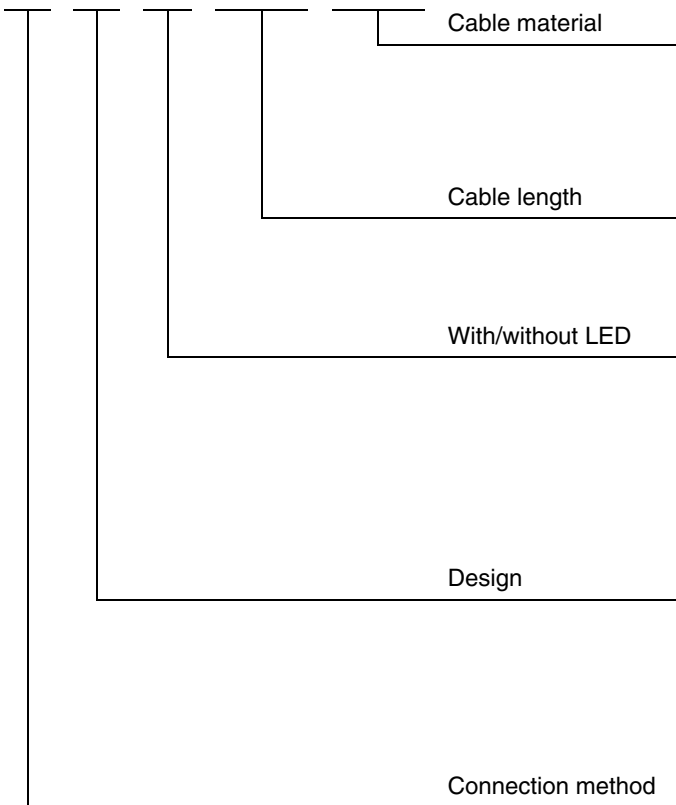 Cable material
Cable length
With/without LED
Design
Connection method